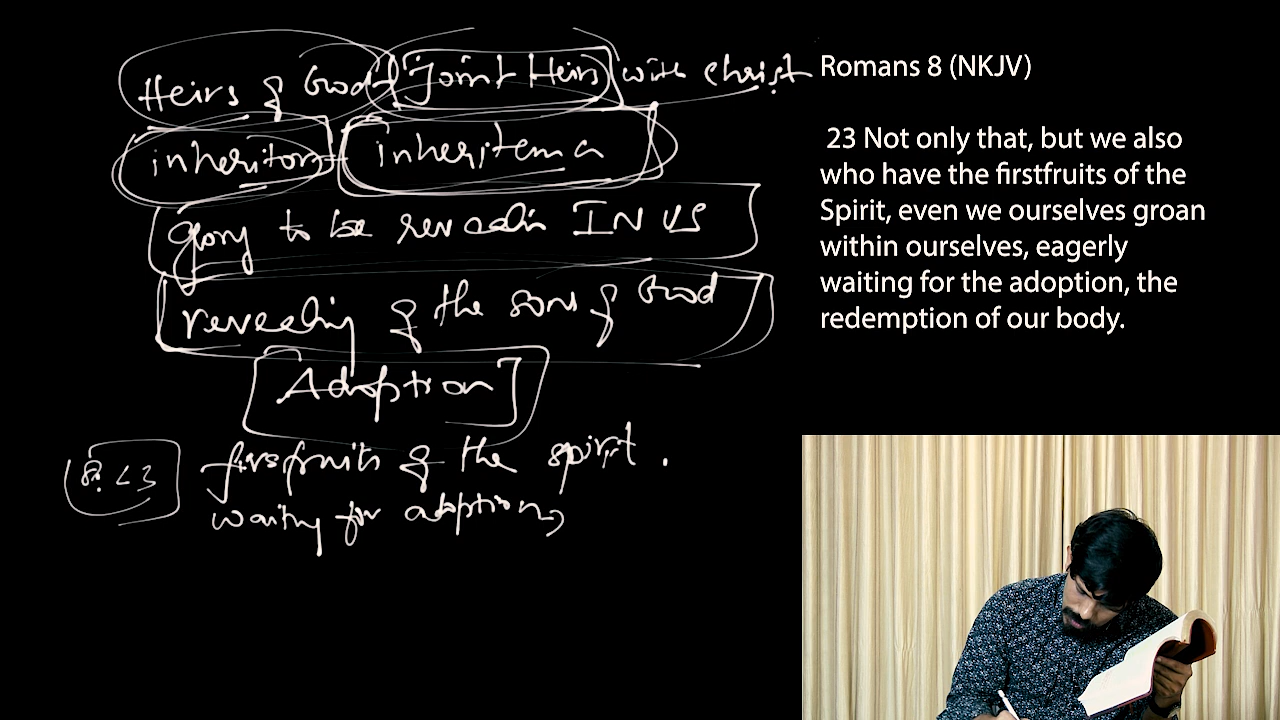 Heirs of God Joint Heirs with christ
inheritors
glory to be IN US
revealing of the sons of God
Adoption
8:23 firsfruits of the spirit.
waiting for adoption,
Romans 8 (NKJV)
23 Not only that, but we also
who have the firstfruits of the
Spirit, even we ourselves groan
within ourselves, eagerly
waiting for the adoption, the
redemption of our body.